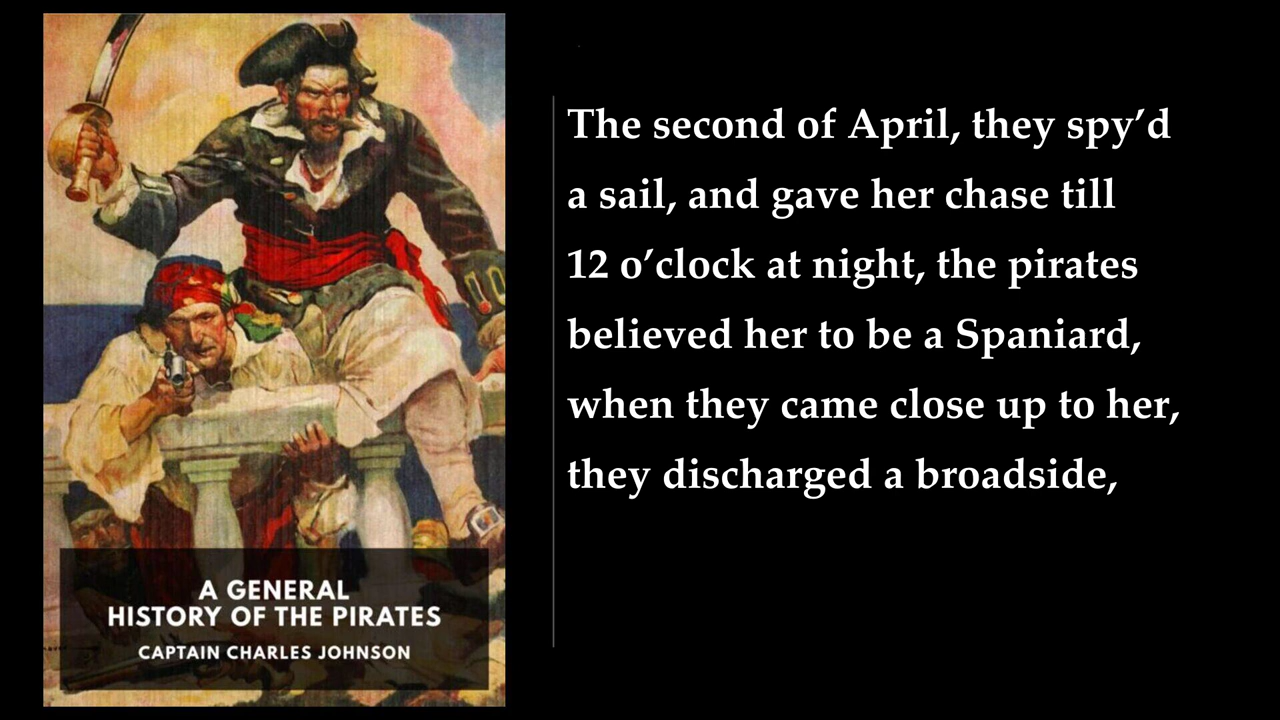 The second of April, they spy’d
a sail, and gave her chase till
12 o’clock at night, the pirates
believed her to be a Spaniard,
when they came close up to her,
they discharged a broadside,
A GENERAL
HISTORY OF THE PIRATES
CAPTAIN CHARLES JOHNSON